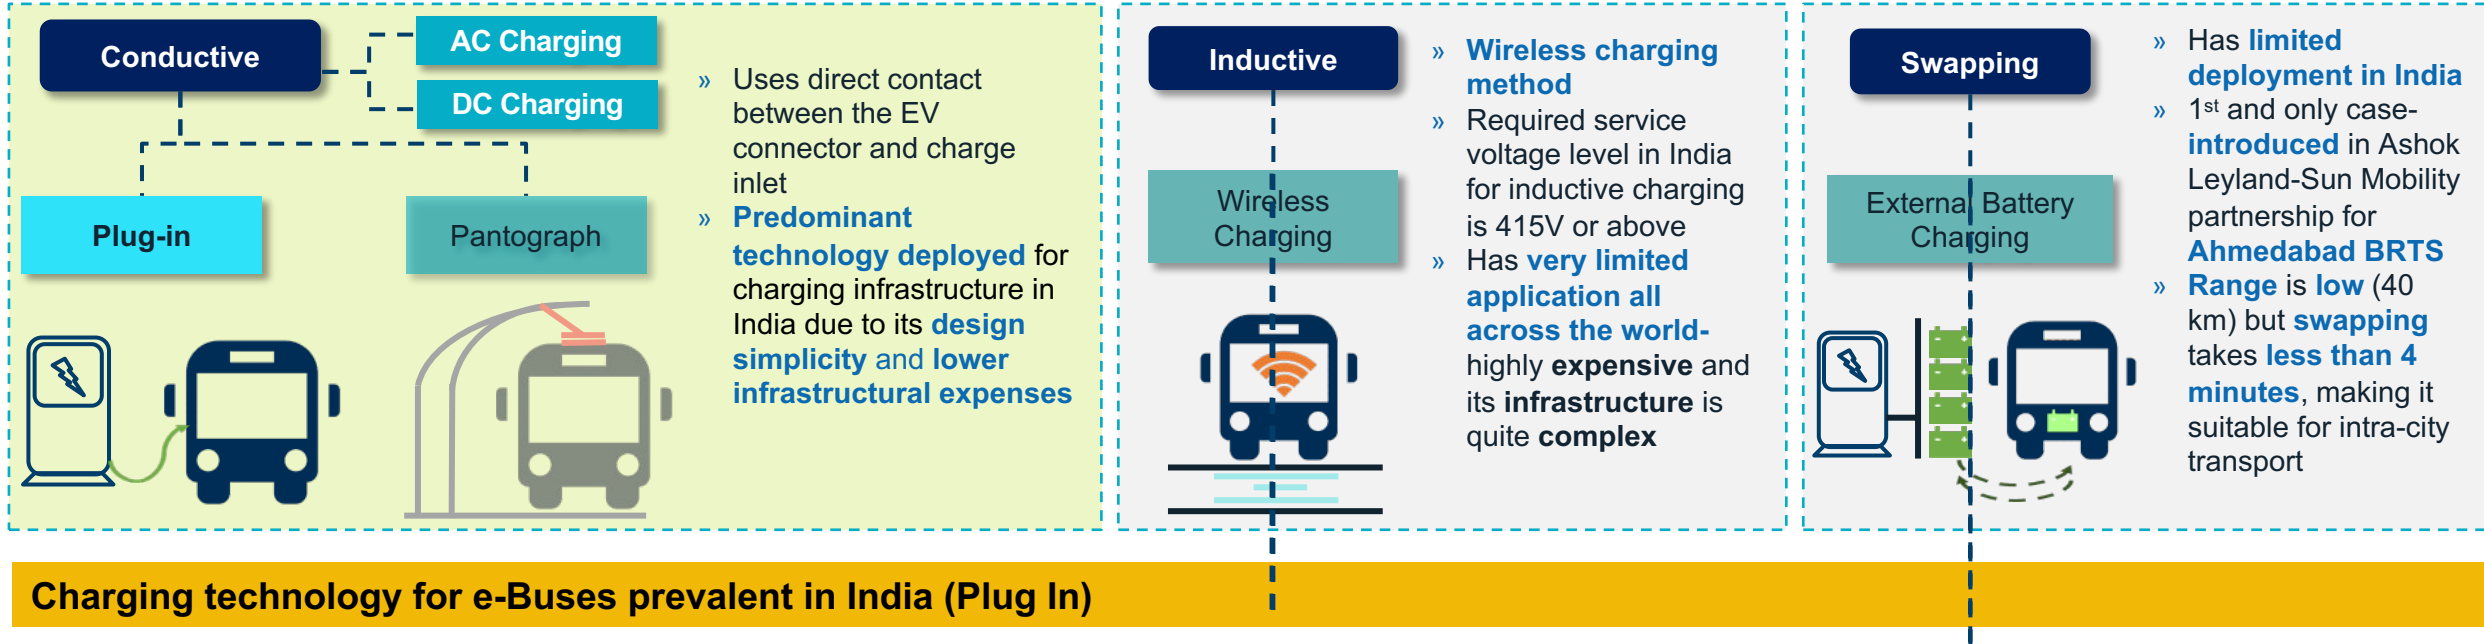 Conductive
AC Charging
DC Charging
Plug-in
Pantograph
» Uses direct contact
between the EV
connector and charge
inlet
» Predominant
technology deployed for
charging infrastructure in
India due to its design
simplicity and lower
infrastructural expenses
Inductive
Wireless
Charging
» Wireless charging
method
» Required service
voltage level in India
for inductive charging
is 415V or above
» Has very limited
application all
across the world-
highly expensive and
its infrastructure is
quite complex
Swapping
External Battery
Charging
» Has limited
deployment in India
» 1st and only case-
introduced in Ashok
Leyland-Sun Mobility
partnership for
Ahmedabad BRTS
» Range is low (40
km) but swapping
takes less than 4
minutes, making it
suitable for intra-city
transport
Charging technology for e-Buses prevalent in India (Plug In)